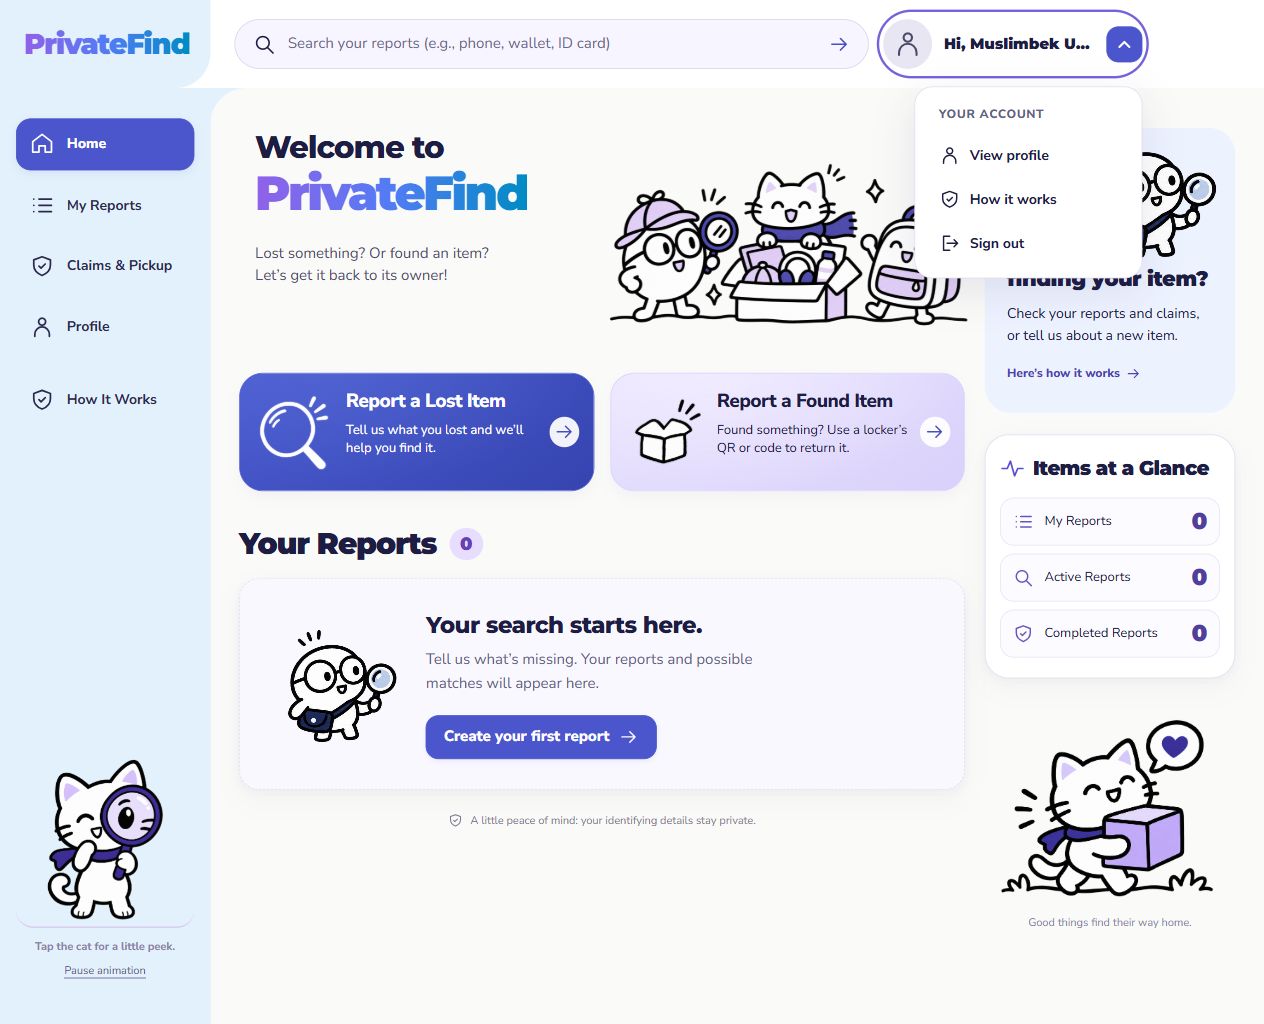 PrivateFind
Search your reports (e.g., phone, wallet, ID card)
Hi, Muslimbek U...
YOUR ACCOUNT
View profile
How it works
Sign out
Home
My Reports
Claims & Pickup
Profile
How It Works
Tap the cat for a little peek.
Pause animation
Welcome to
PrivateFind
Lost something? Or found an item?
Let's get it back to its owner!
Report a Lost Item
Tell us what you lost and we'll
help you find it.
Report a Found Item
Found something? Use a locker's
QR or code to return it.
Your Reports 0
Your search starts here.
Tell us what's missing. Your reports and possible
matches will appear here.
Create your first report
A little peace of mind: your identifying details stay private.
finding your item?
Check your reports and claims,
or tell us about a new item.
Here's how it works
Items at a Glance
My Reports 0
Active Reports 0
Completed Reports 0
Good things find their way home.